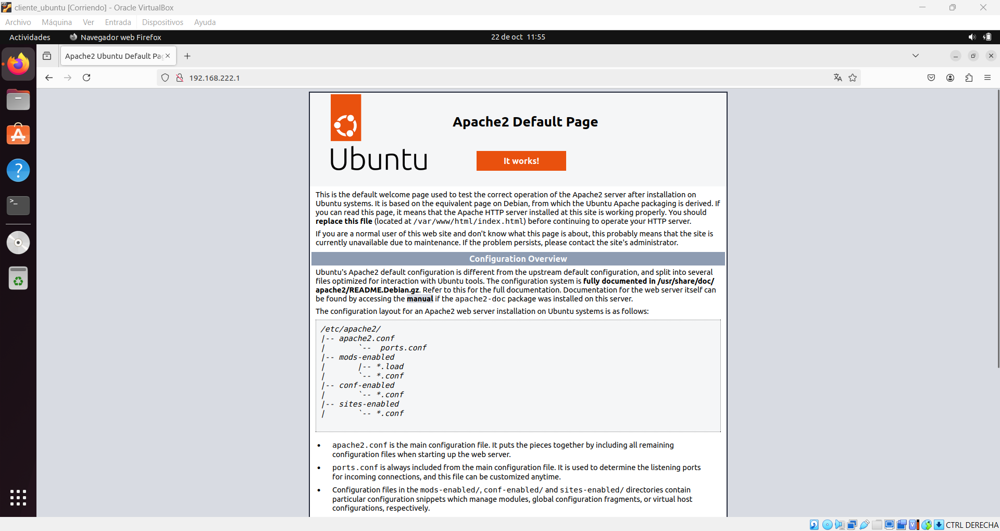 cliente_ubuntu [Corriendo] - Oracle VirtualBox
Archivo Máquina Ver Entrada Dispositivos Ayuda
Actividades Navegador web Firefox 22 de oct 11:55
Apache2 Ubuntu Default Pag
192.168.222.1
Apache2 Default Page
Ubuntu
It works!
This is the default welcome page used to test the correct operation of the Apache2 server after installation on
Ubuntu systems. It is based on the equivalent page on Debian, from which the Ubuntu Apache packaging is derived. If
you can read this page, it means that the Apache HTTP server installed at this site is working properly. You should
replace this file (located at /var/www/html/index.html) before continuing to operate your HTTP server.
If you are a normal user of this web site and don't know what this page is about, this probably means that the site is
currently unavailable due to maintenance. If the problem persists, please contact the site's administrator.
Configuration Overview
Ubuntu's Apache2 default configuration is different from the upstream default configuration, and split into several
files optimized for interaction with Ubuntu tools. The configuration system is fully documented in /usr/share/doc/
apache2/README.Debian.gz. Refer to this for the full documentation. Documentation for the web server itself can
be found by accessing the manual if the apache2-doc package was installed on this server.
The configuration layout for an Apache2 web server installation on Ubuntu systems is as follows:
/etc/apache2/
|-- apache2.conf
|       `--  ports.conf
|-- mods-enabled
|       |-- *.load
|       `-- *.conf
|-- conf-enabled
|       `-- *.conf
|-- sites-enabled
|       `-- *.conf
• apache2.conf is the main configuration file. It puts the pieces together by including all remaining
configuration files when starting up the web server.
• ports.conf is always included from the main configuration file. It is used to determine the listening ports
for incoming connections, and this file can be customized anytime.
• Configuration files in the mods-enabled/, conf-enabled/ and sites-enabled/ directories contain
particular configuration snippets which manage modules, global configuration fragments, or virtual host
configurations, respectively.
CTRL DERECHA